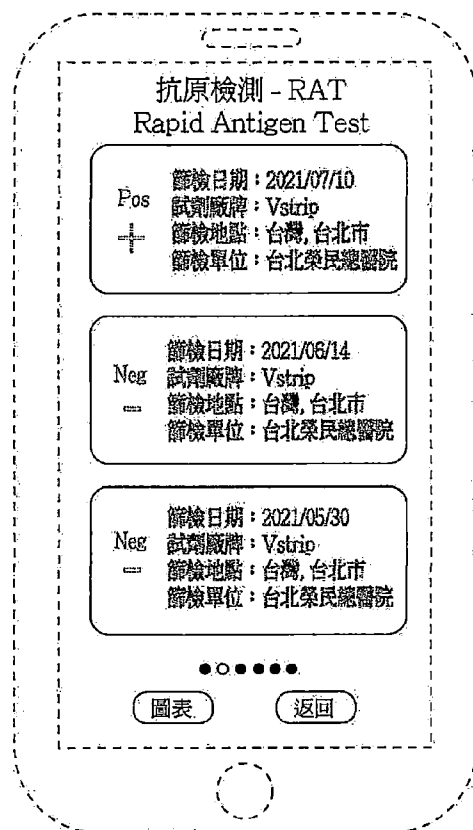 抗原檢測 - RAT
Rapid Antigen Test
Pos
+
篩檢日期：2021/07/10
試劑廠牌：Vstrip
篩檢地點：台灣, 台北市
篩檢單位：台北榮民總醫院
Neg
-
篩檢日期：2021/06/14
試劑廠牌：Vstrip
篩檢地點：台灣, 台北市
篩檢單位：台北榮民總醫院
Neg
-
篩檢日期：2021/05/30
試劑廠牌：Vstrip
篩檢地點：台灣, 台北市
篩檢單位：台北榮民總醫院
圖表
返回